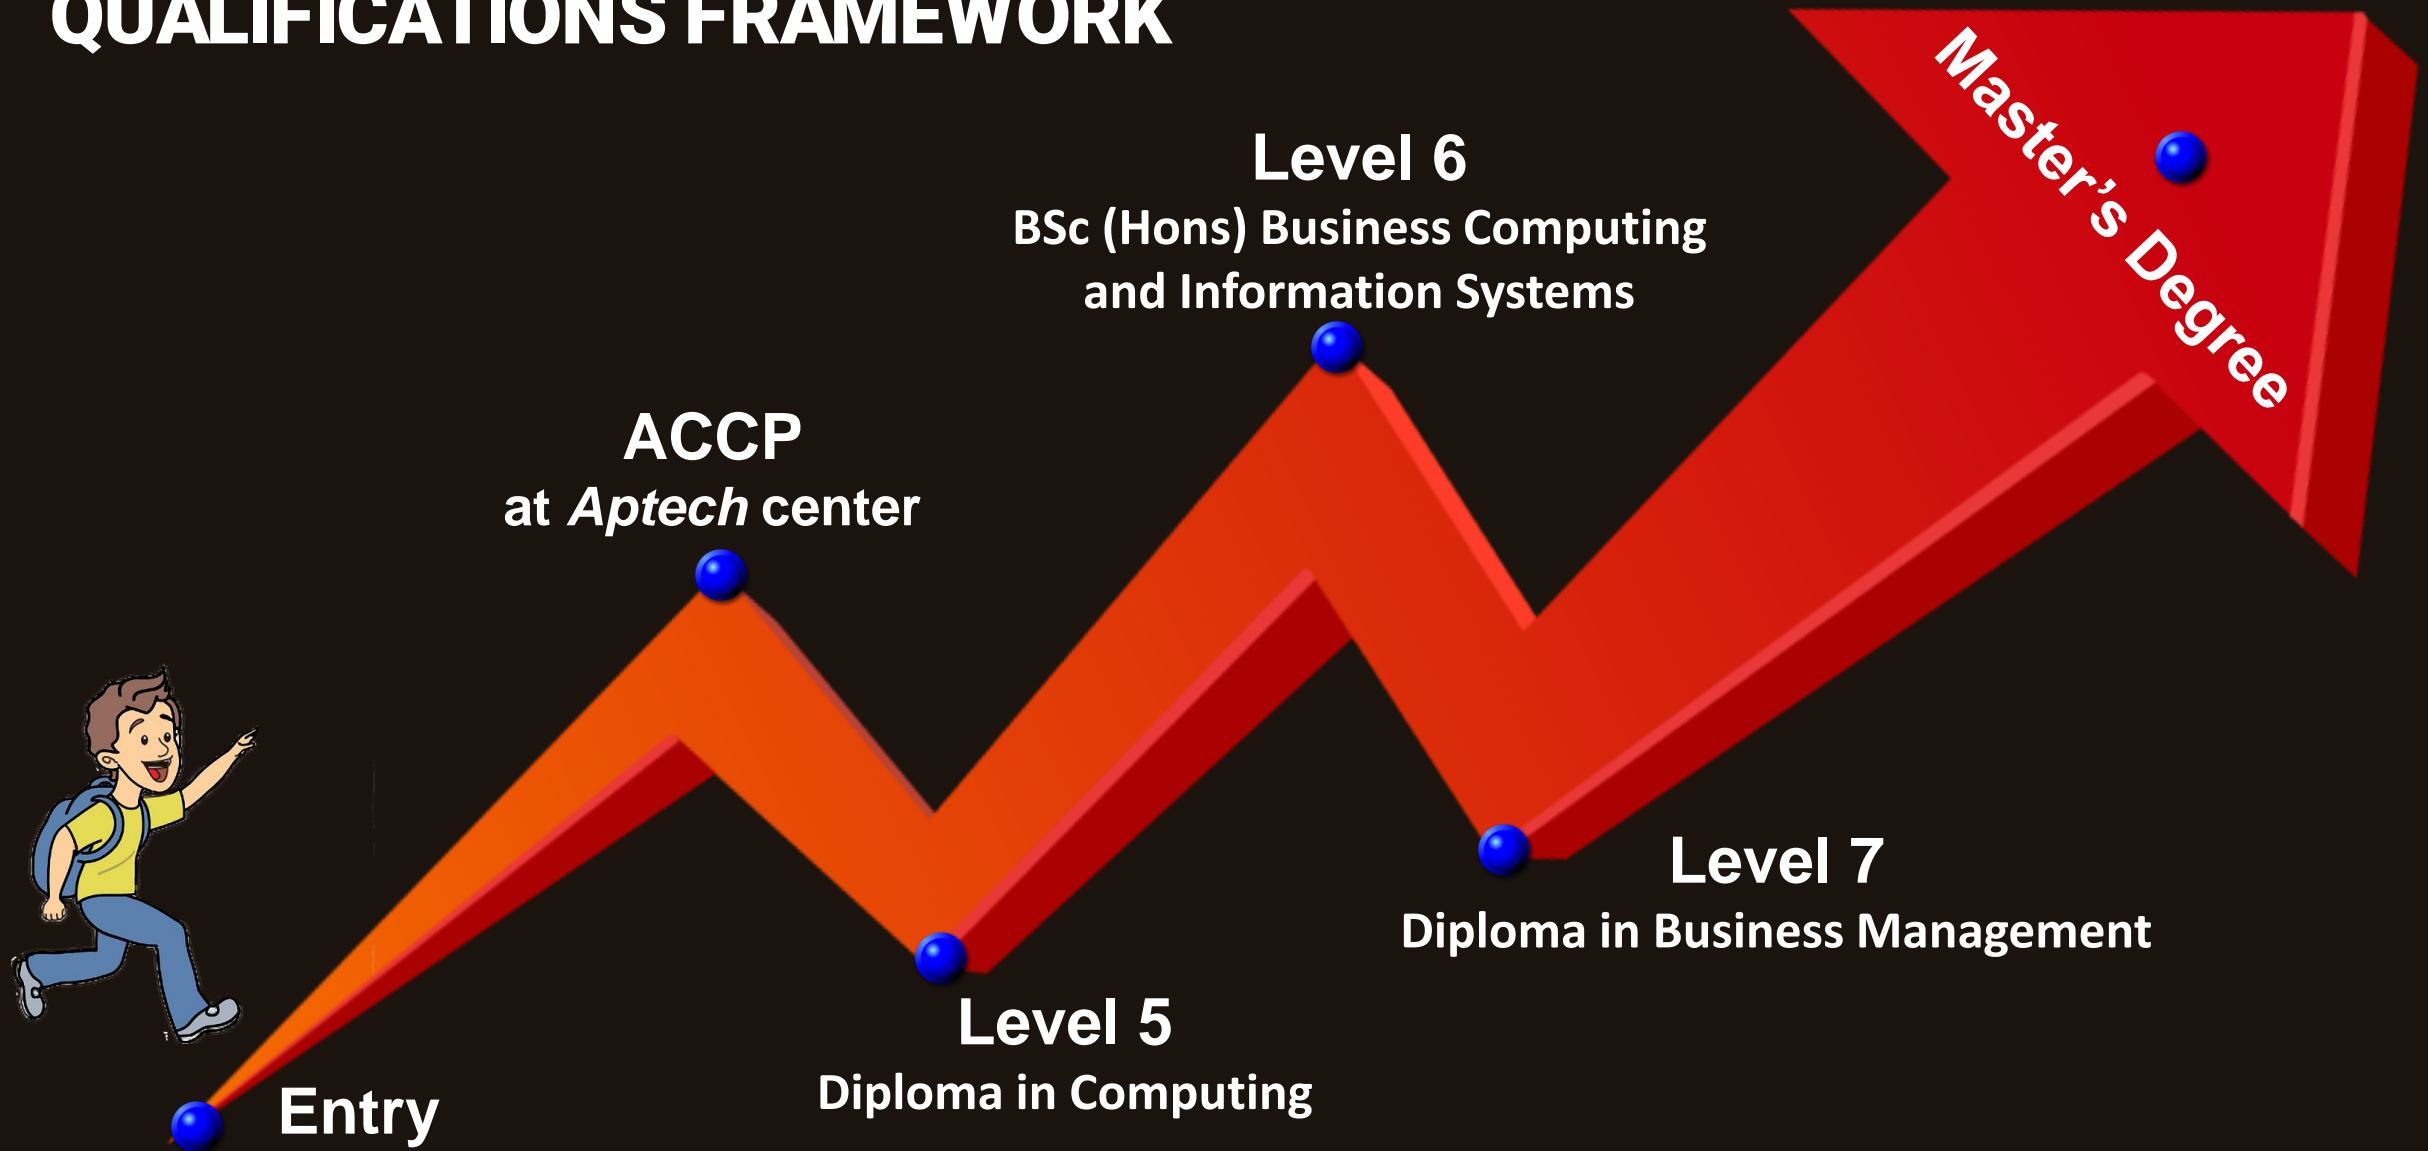 QUALIFICATIONS FRAMEWORK
Master's Degree
Level 6
BSc (Hons) Business Computing
and Information Systems
ACCP
at Aptech center
Level 7
Diploma in Business Management
Level 5
Diploma in Computing
Entry